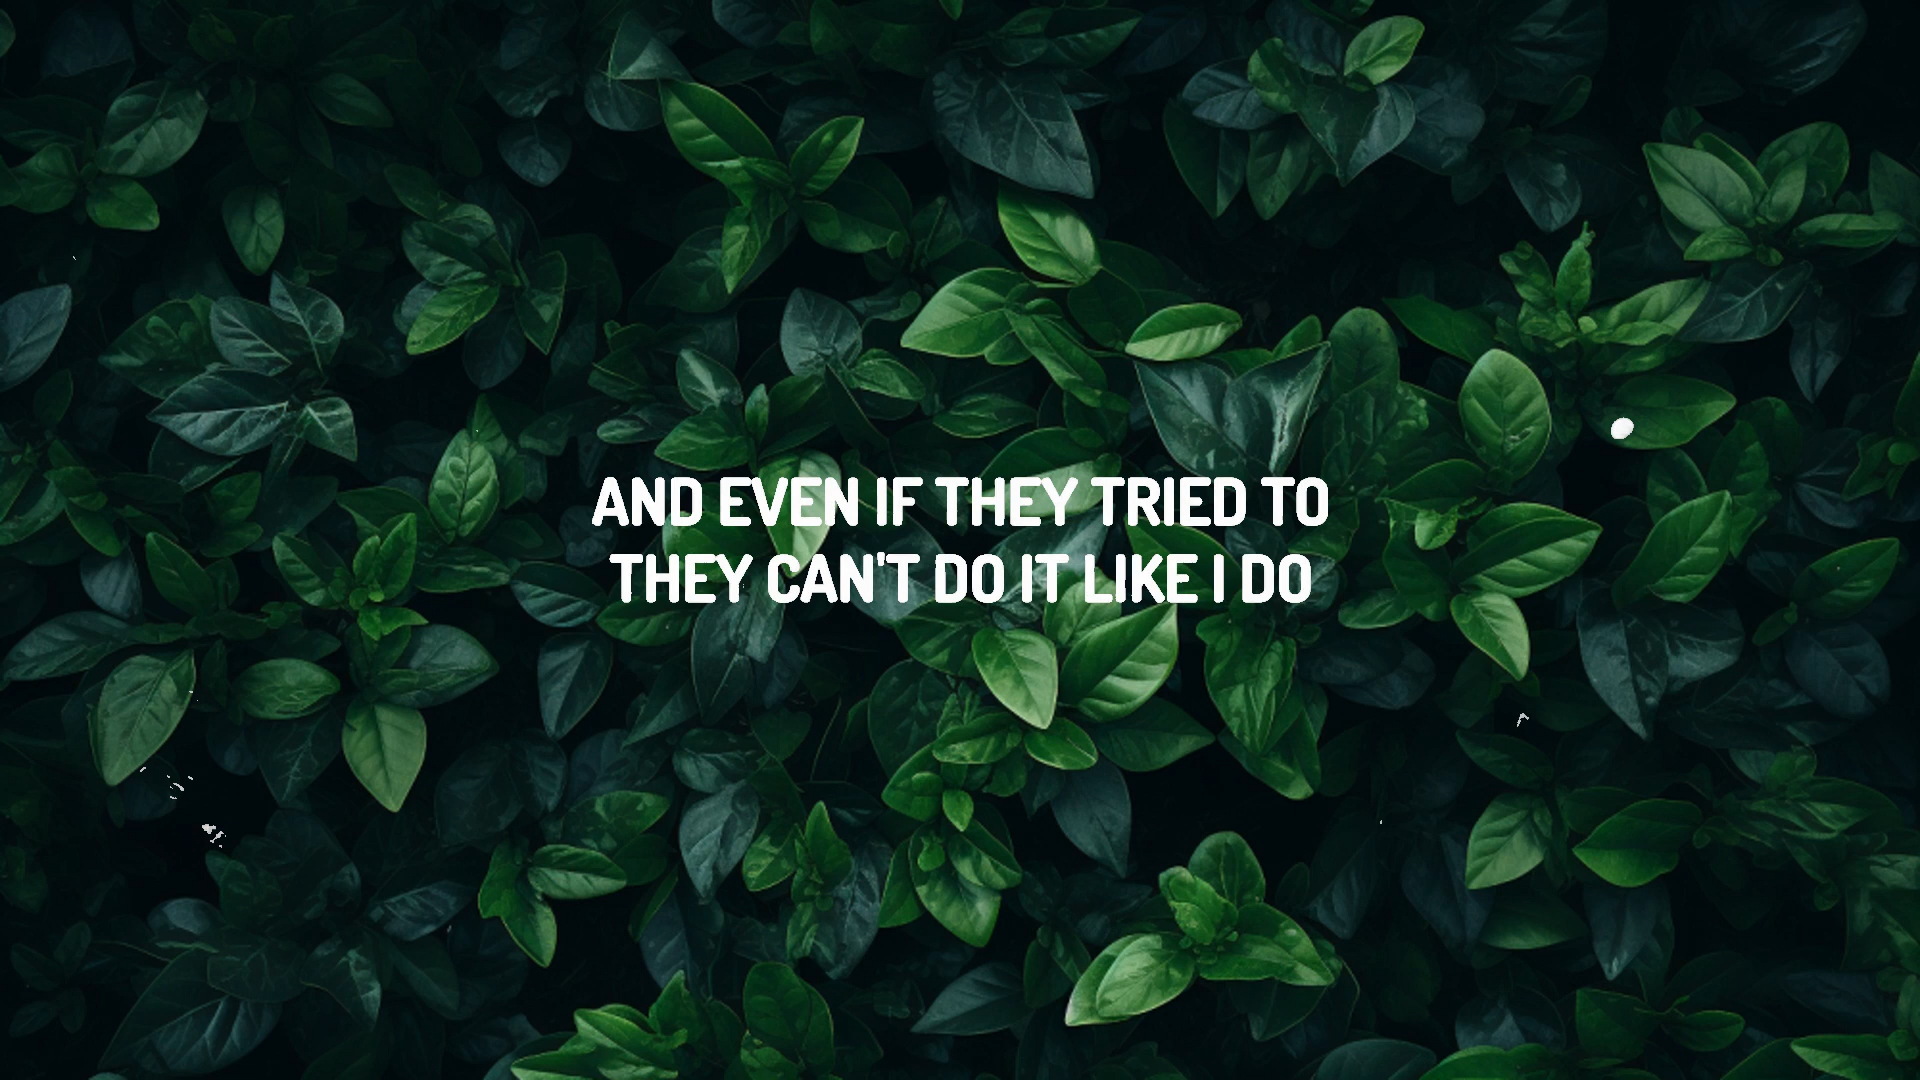 AND EVEN IF THEY TRIED TO
THEY CAN'T DO IT LIKE I DO